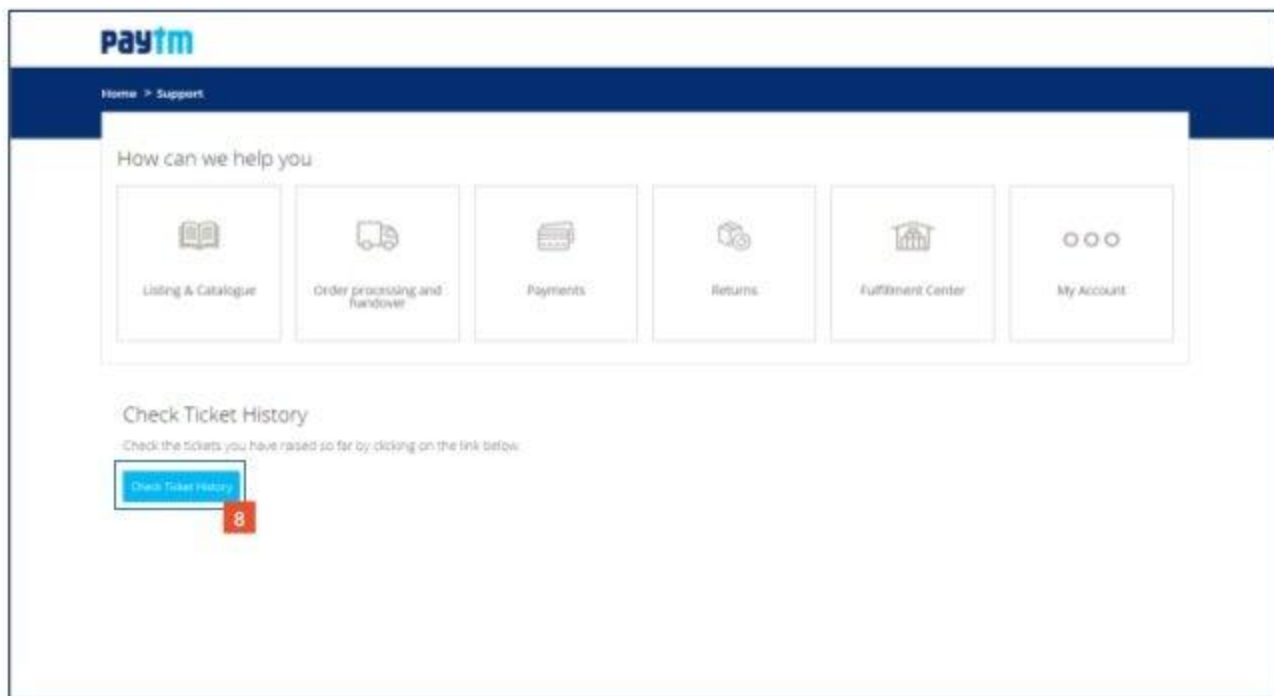 paytm
Home > Support
How can we help you
Listing & Catalogue
Order processing and
handover
Payments
Returns
Fulfillment Center
My Account
Check Ticket History
Check the tickets you have raised so far by clicking on the link below.
Check Ticket History
8